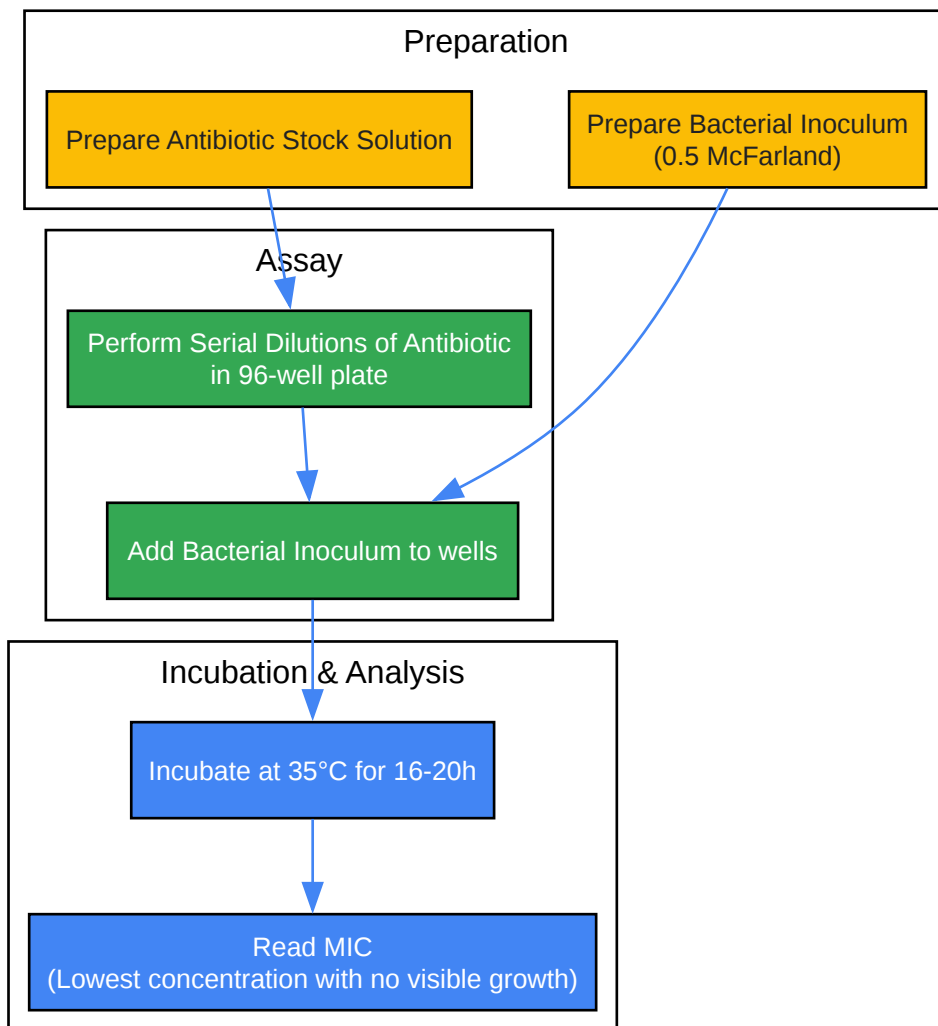 Preparation
Prepare Antibiotic Stock Solution
Prepare Bacterial Inoculum
(0.5 McFarland)
Assay
Perform Serial Dilutions of Antibiotic
in 96-well plate
Add Bacterial Inoculum to wells
Incubation & Analysis
Incubate at 35°C for 16-20h
Read MIC
(Lowest concentration with no visible growth)